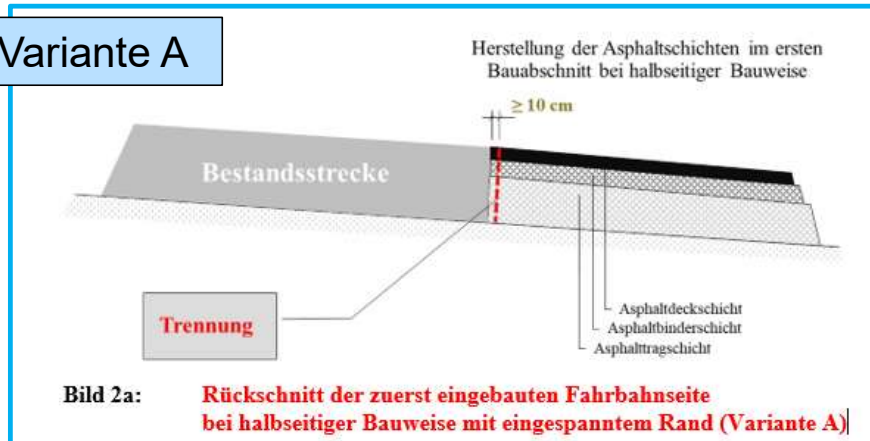 Variante A
Herstellung der Asphaltschichten im ersten
Bauabschnitt bei halbseitiger Bauweise
≥ 10 cm
Bestandsstrecke
Trennung
Asphaltdeckschicht
Asphaltbinderschicht
Asphalttragschicht
Bild 2a: Rückschnitt der zuerst eingebauten Fahrbahnseite
bei halbseitiger Bauweise mit eingespanntem Rand (Variante A)